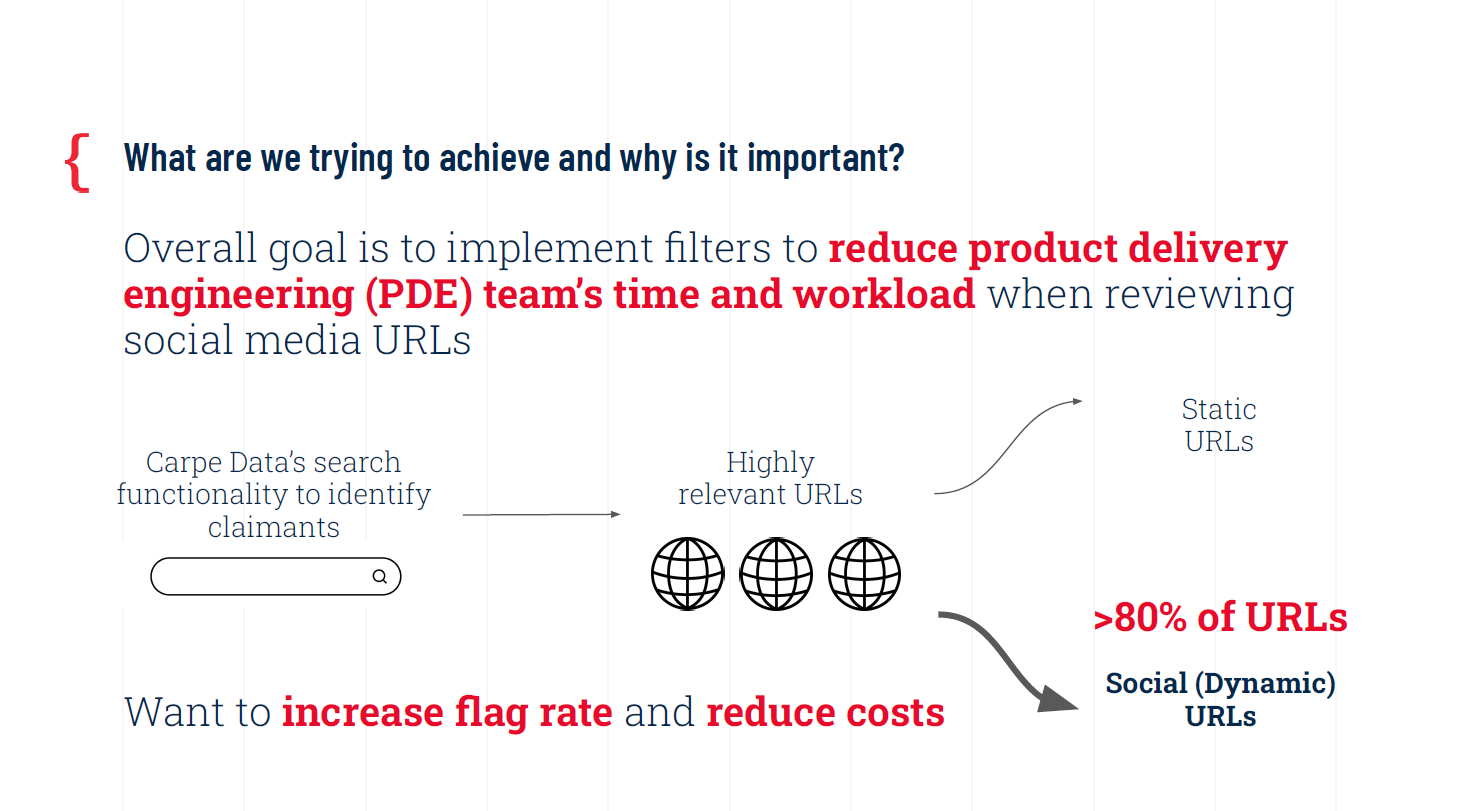 { What are we trying to achieve and why is it important?
Overall goal is to implement filters to reduce product delivery
engineering (PDE) team's time and workload when reviewing
social media URLs
Carpe Data's search
functionality to identify
claimants
Highly
relevant URLs
Static
URLs
>80% of URLs
Social (Dynamic)
URLs
Want to increase flag rate and reduce costs